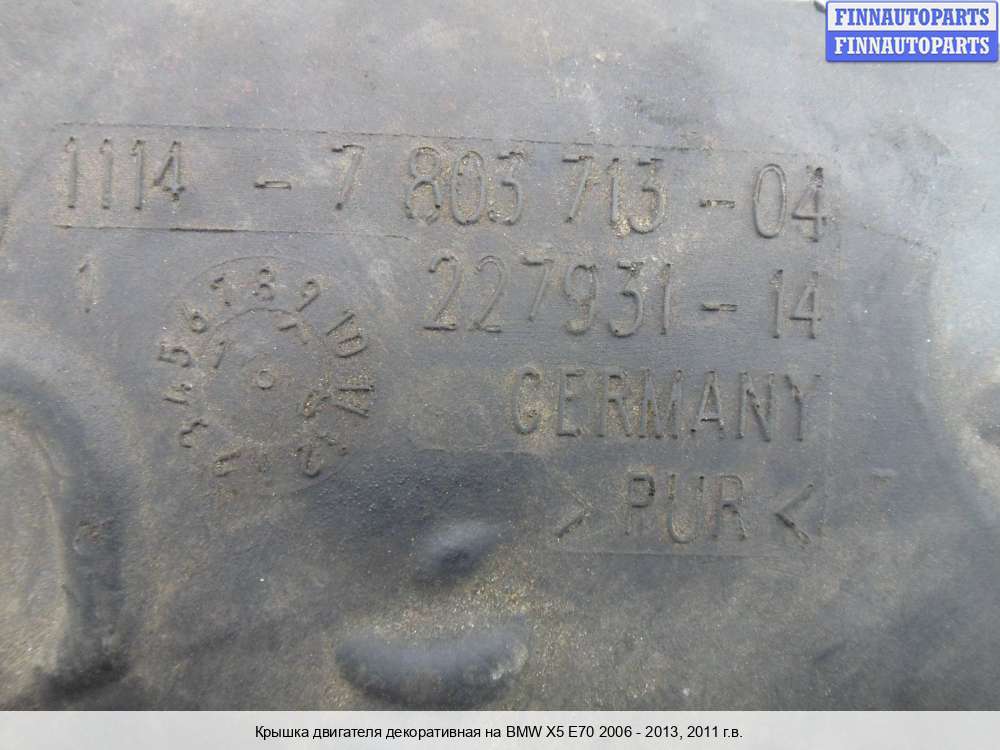 FINNAUTOPARTS
FINNAUTOPARTS
1114 - 7 803 713 - 04
1
227931 - 14
GERMANY
> PUR <
Крышка двигателя декоративная на BMW X5 E70 2006 - 2013, 2011 г.в.